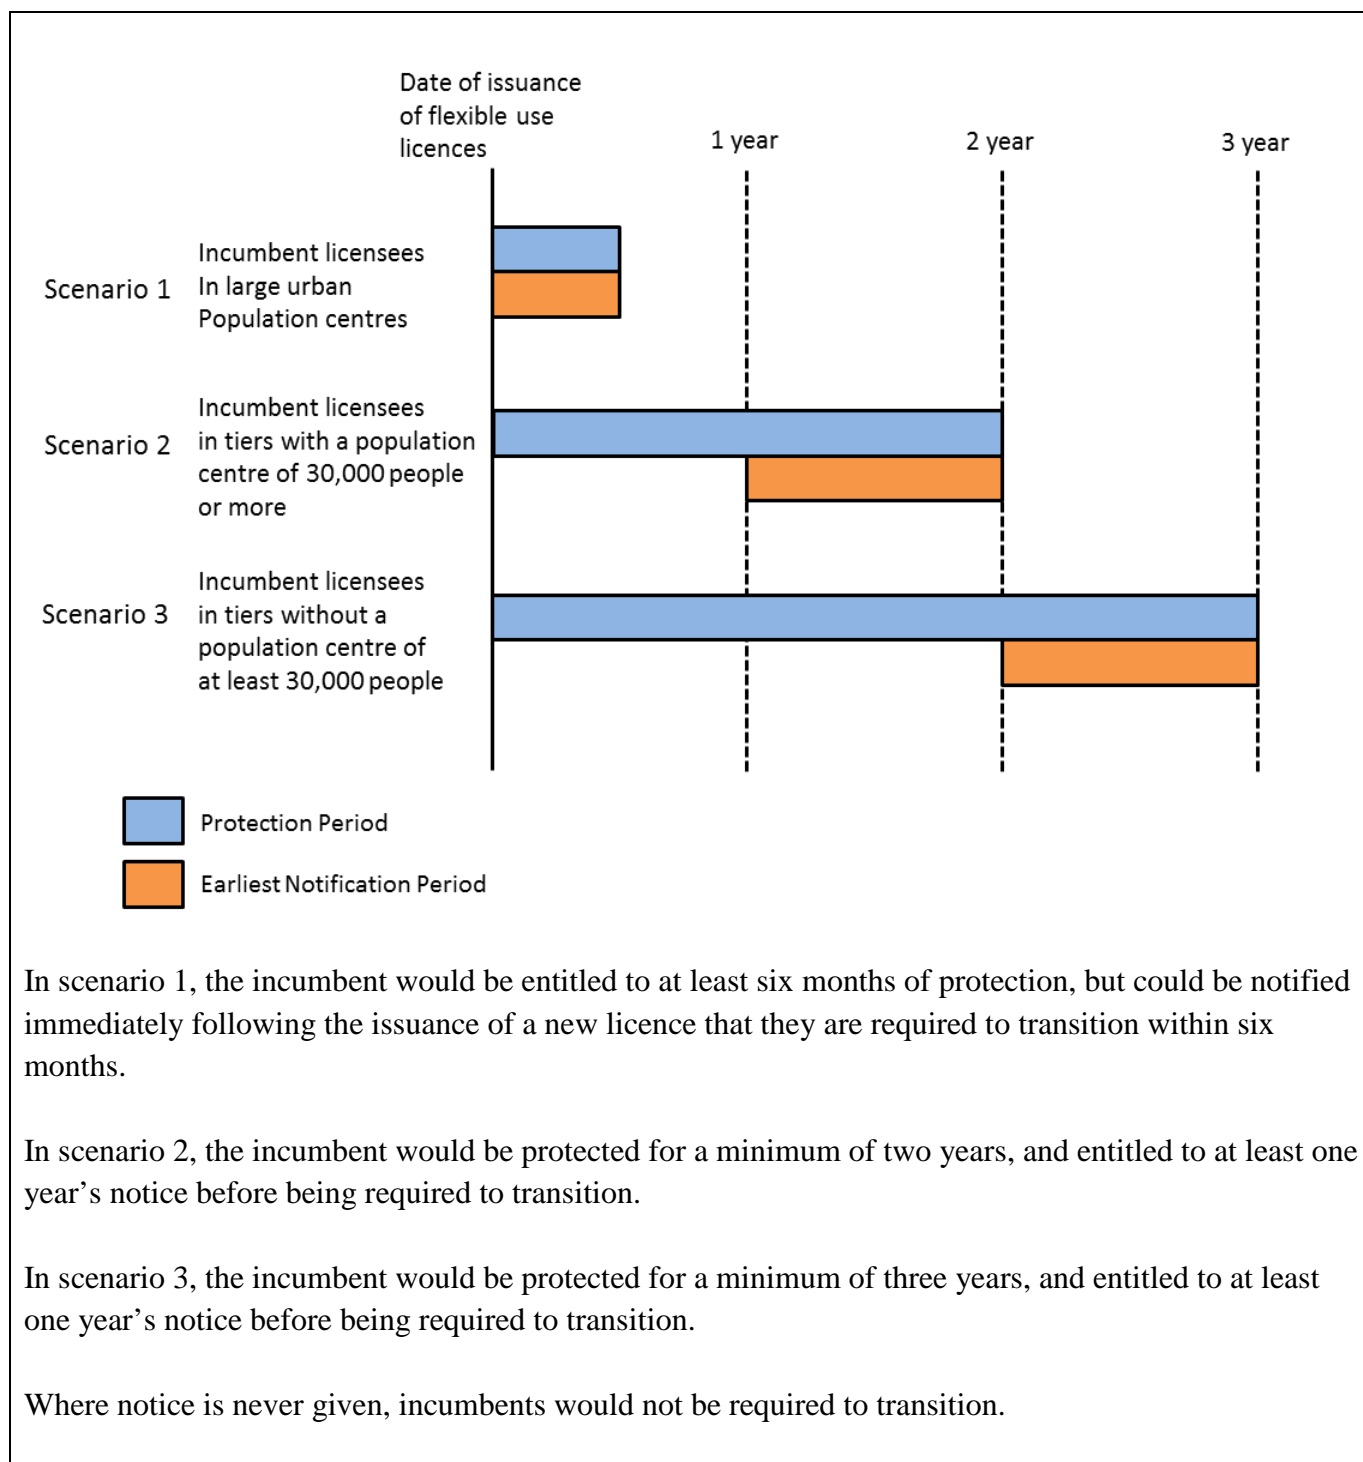 Date of issuance
of flexible use
licences
1 year
2 year
3 year
Scenario 1
Incumbent licensees
In large urban
Population centres
Scenario 2
Incumbent licensees
in tiers with a population
centre of 30,000 people
or more
Scenario 3
Incumbent licensees
in tiers without a
population centre of
at least 30,000 people
Protection Period
Earliest Notification Period
In scenario 1, the incumbent would be entitled to at least six months of protection, but could be notified
immediately following the issuance of a new licence that they are required to transition within six
months.
In scenario 2, the incumbent would be protected for a minimum of two years, and entitled to at least one
year’s notice before being required to transition.
In scenario 3, the incumbent would be protected for a minimum of three years, and entitled to at least
one year’s notice before being required to transition.
Where notice is never given, incumbents would not be required to transition.